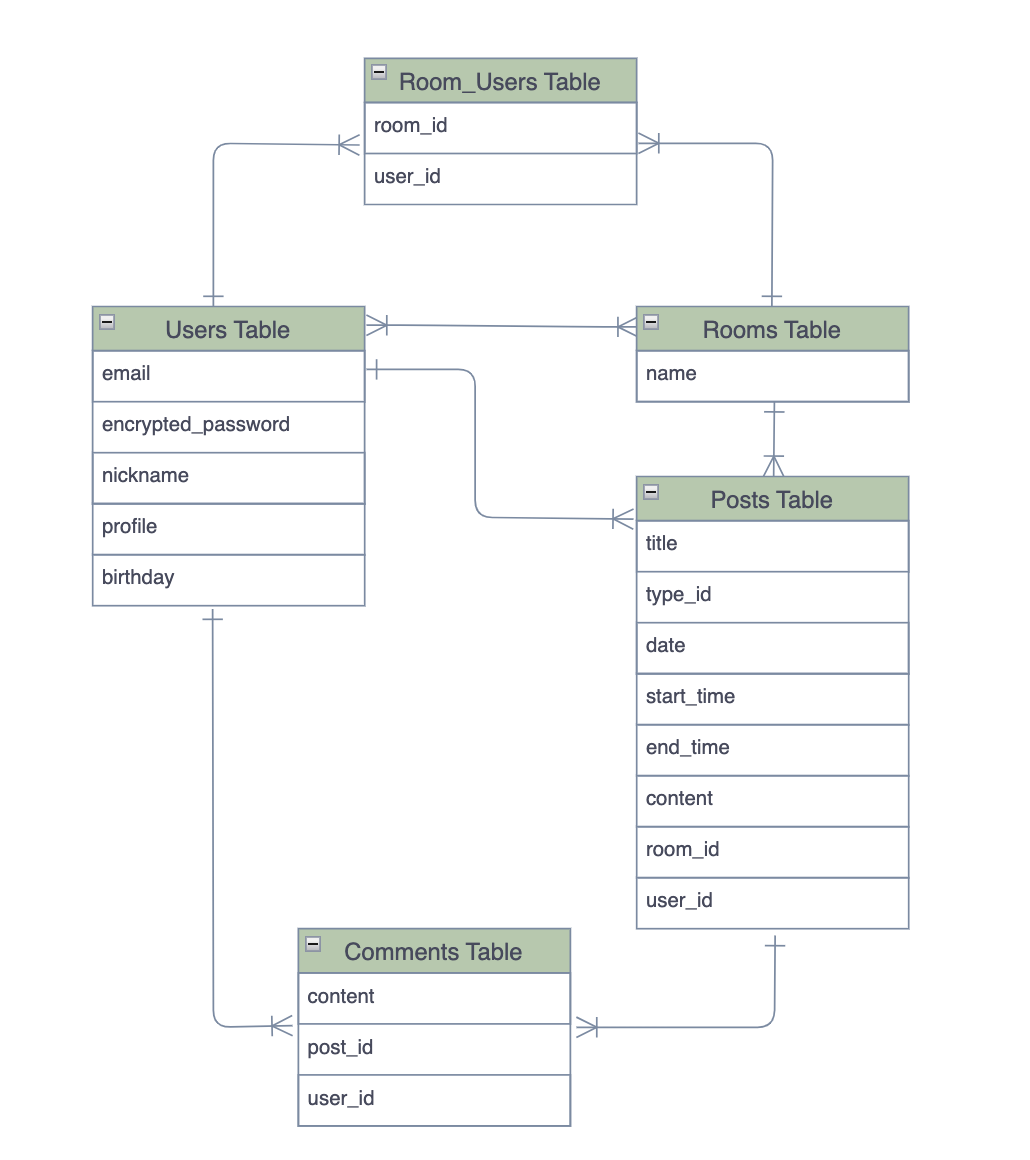 Room_Users Table
room_id
user_id
Users Table
email
encrypted_password
nickname
profile
birthday
Rooms Table
name
Posts Table
title
type_id
date
start_time
end_time
content
room_id
user_id
Comments Table
content
post_id
user_id